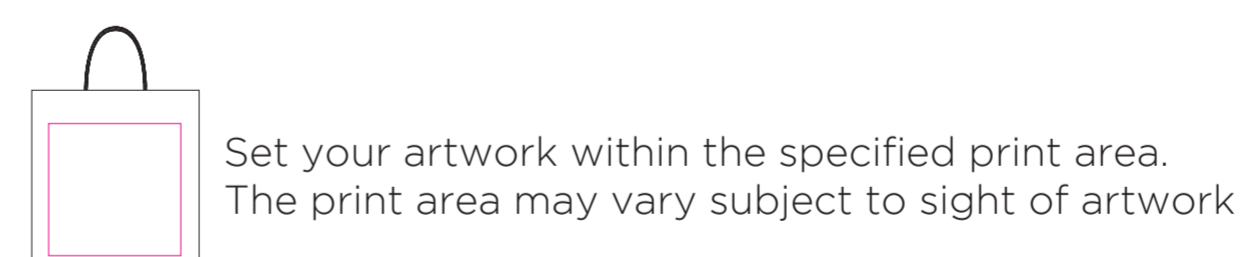 Set your artwork within the specified print area.
The print area may vary subject to sight of artwork